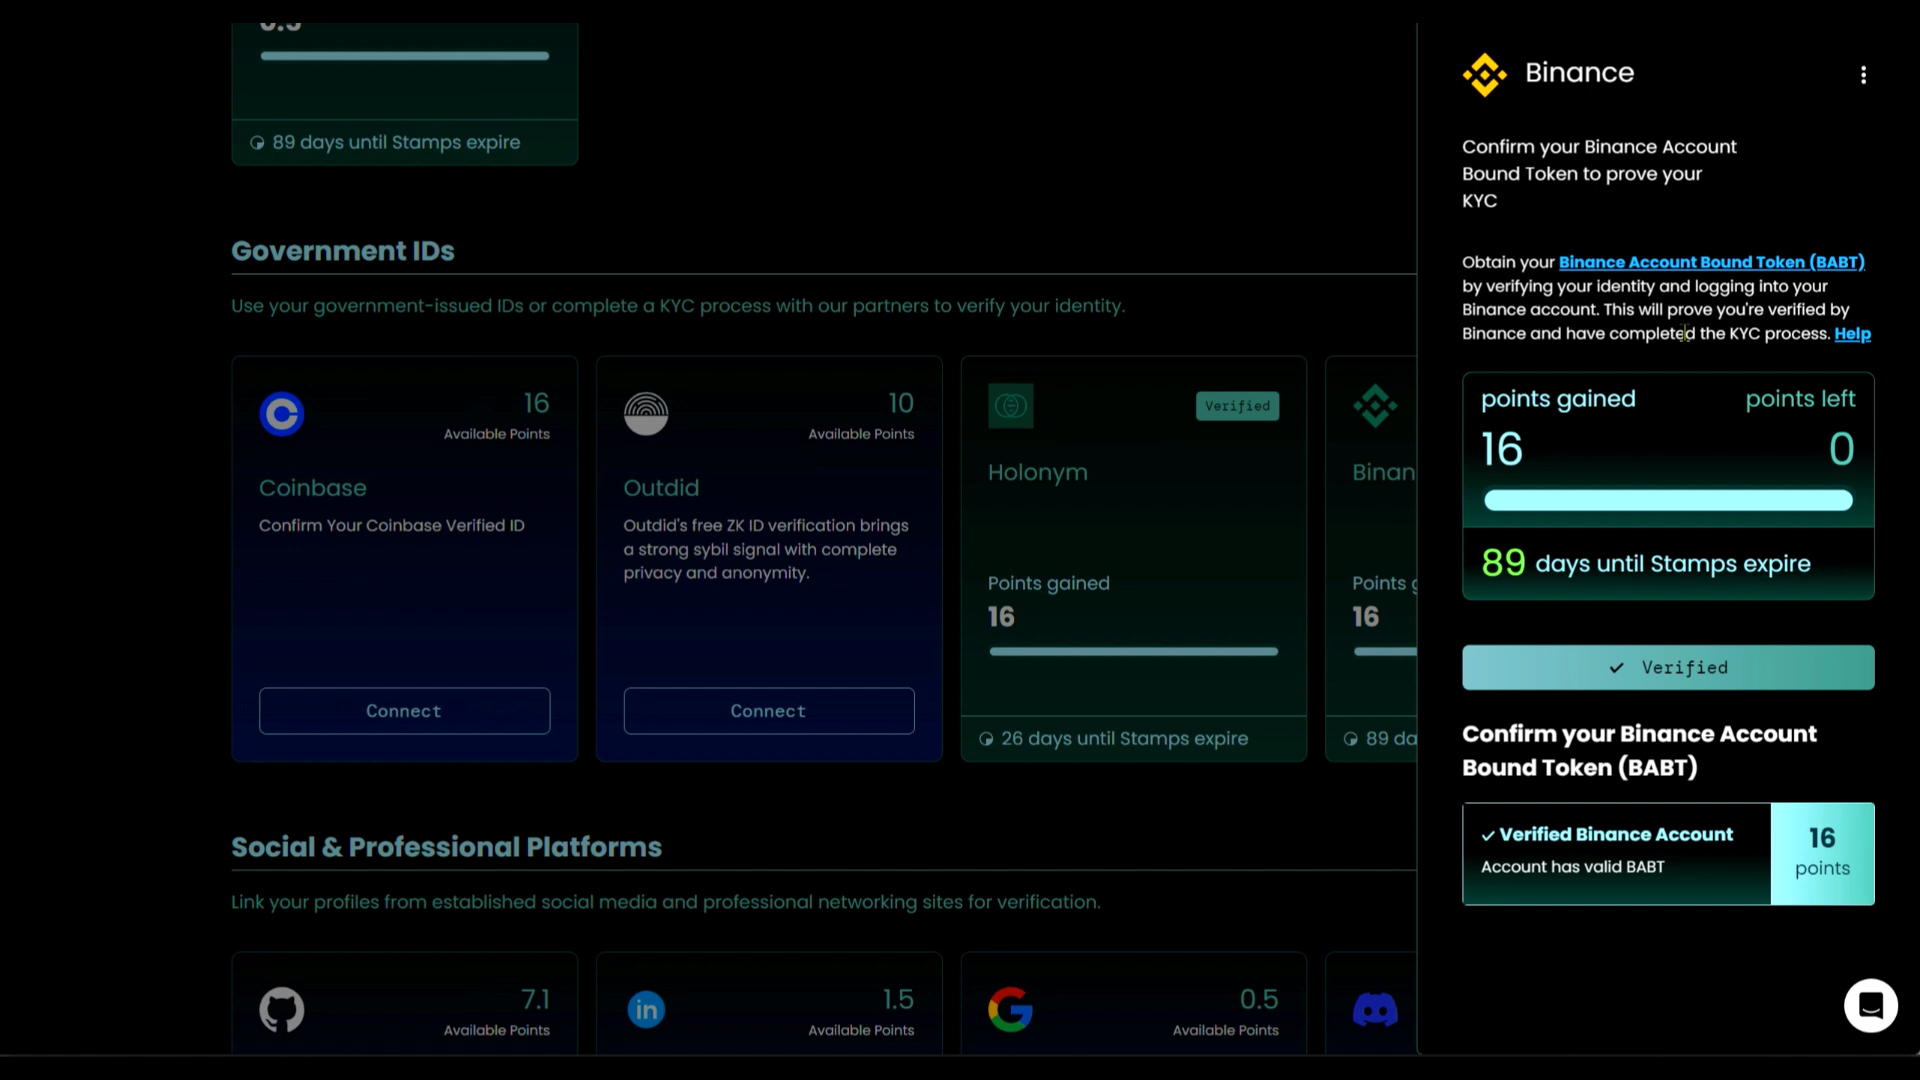 89 days until Stamps expire
Government IDs
Use your government-issued IDs or complete a KYC process with our partners to verify your identity.
16
Available Points
Coinbase
Confirm Your Coinbase Verified ID
Connect
10
Available Points
Outdid
Outdid's free ZK ID verification brings
a strong sybil signal with complete
privacy and anonymity.
Connect
Verified
Holonym
Points gained
16
26 days until Stamps expire
Binan
Points g
16
89 da
Social & Professional Platforms
Link your profiles from established social media and professional networking sites for verification.
7.1
Available Points
in
1.5
Available Points
0.5
Available Points
Binance
Confirm your Binance Account
Bound Token to prove your
KYC
Obtain your Binance Account Bound Token (BABT)
by verifying your identity and logging into your
Binance account. This will prove you're verified by
Binance and have completed the KYC process. Help
points gained points left
16 0
89 days until Stamps expire
Verified
Confirm your Binance Account
Bound Token (BABT)
Verified Binance Account
Account has valid BABT
16
points